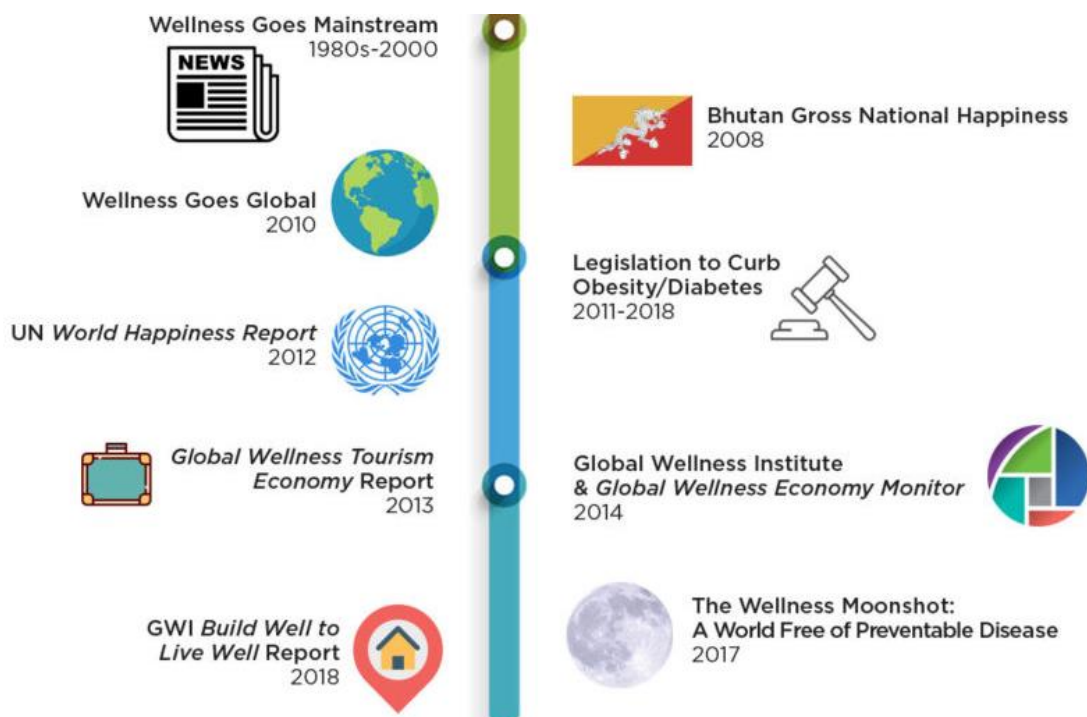 Wellness Goes Mainstream
1980s-2000
NEWS
Bhutan Gross National Happiness
2008
Wellness Goes Global
2010
Legislation to Curb
Obesity/Diabetes
2011-2018
UN World Happiness Report
2012
Global Wellness Tourism
Economy Report
2013
Global Wellness Institute
& Global Wellness Economy Monitor
2014
The Wellness Moonshot:
A World Free of Preventable Disease
2017
GWI Build Well to
Live Well Report
2018